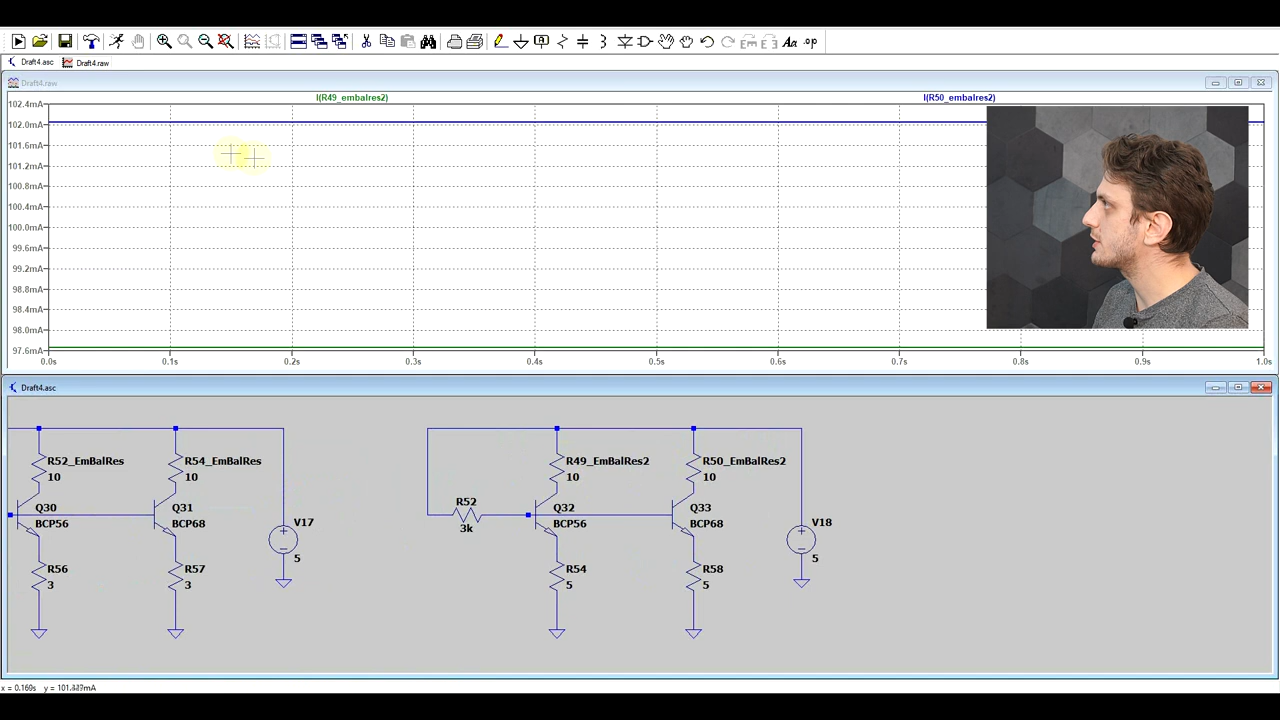 Draft4.asc
Draft4.raw
Draft4.raw
I(R49_embalres2)
I(R50_embalres2)
102.4mA
102.0mA
101.6mA
101.2mA
100.8mA
100.4mA
100.0mA
99.6mA
99.2mA
98.8mA
98.4mA
98.0mA
97.6mA
0.0s 0.1s 0.2s 0.3s 0.4s 0.5s 0.6s 0.7s 0.8s 0.9s 1.0s
Draft4.asc
R52_EmBalRes
10
R54_EmBalRes
10
R49_EmBalRes2
10
R50_EmBalRes2
10
Q30
BCP56
Q31
BCP68
V17
5
R52
3k
Q32
BCP56
Q33
BCP68
V18
5
R56
3
R57
3
R54
5
R58
5
x = 0.169s